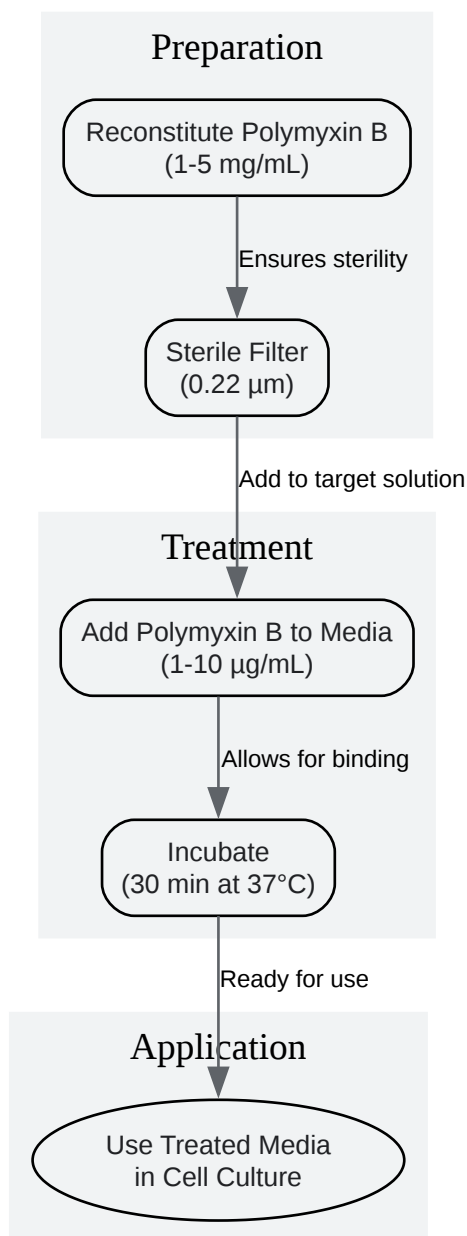 Preparation
Reconstitute Polymyxin B
(1-5 mg/mL)
Ensures sterility
Sterile Filter
(0.22 µm)
Add to target solution
Treatment
Add Polymyxin B to Media
(1-10 µg/mL)
Allows for binding
Incubate
(30 min at 37°C)
Ready for use
Application
Use Treated Media
in Cell Culture